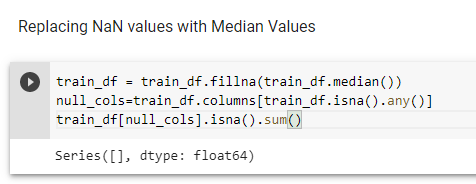 Replacing NaN values with Median Values
train_df = train_df.fillna(train_df.median())
null_cols=train_df.columns[train_df.isna().any()]
train_df[null_cols].isna().sum()
Series([], dtype: float64)